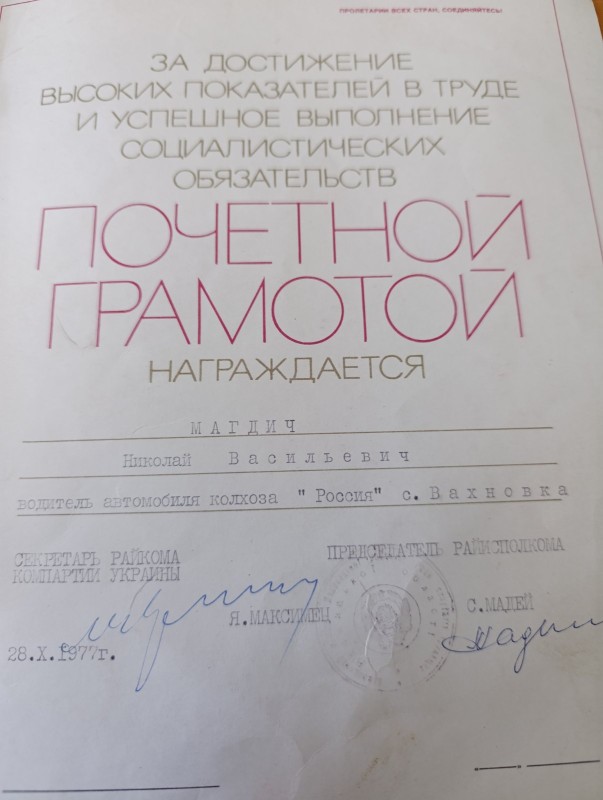 ПРОЛЕТАРИИ ВСЕХ СТРАН, СОЕДИНЯЙТЕСЬ!
ЗА ДОСТИЖЕНИЕ
ВЫСОКИХ ПОКАЗАТЕЛЕЙ В ТРУДЕ
И УСПЕШНОЕ ВЫПОЛНЕНИЕ
СОЦИАЛИСТИЧЕСКИХ
ОБЯЗАТЕЛЬСТВ
ПОЧЕТНОЙ
ГРАМОТОЙ
НАГРАЖДАЕТСЯ
МАГДИЧ
Николай Васильевич
водитель автомобиля колхоза "Россия" с. Вахновка
СЕКРЕТАРЬ РАЙКОМА
КОМПАРТИИ УКРАИНЫ
ПРЕДСЕДАТЕЛЬ РАЙИСПОЛКОМА
Я.МАКСИМЕЦ
С.МАДЕЙ
28.X.1977г.